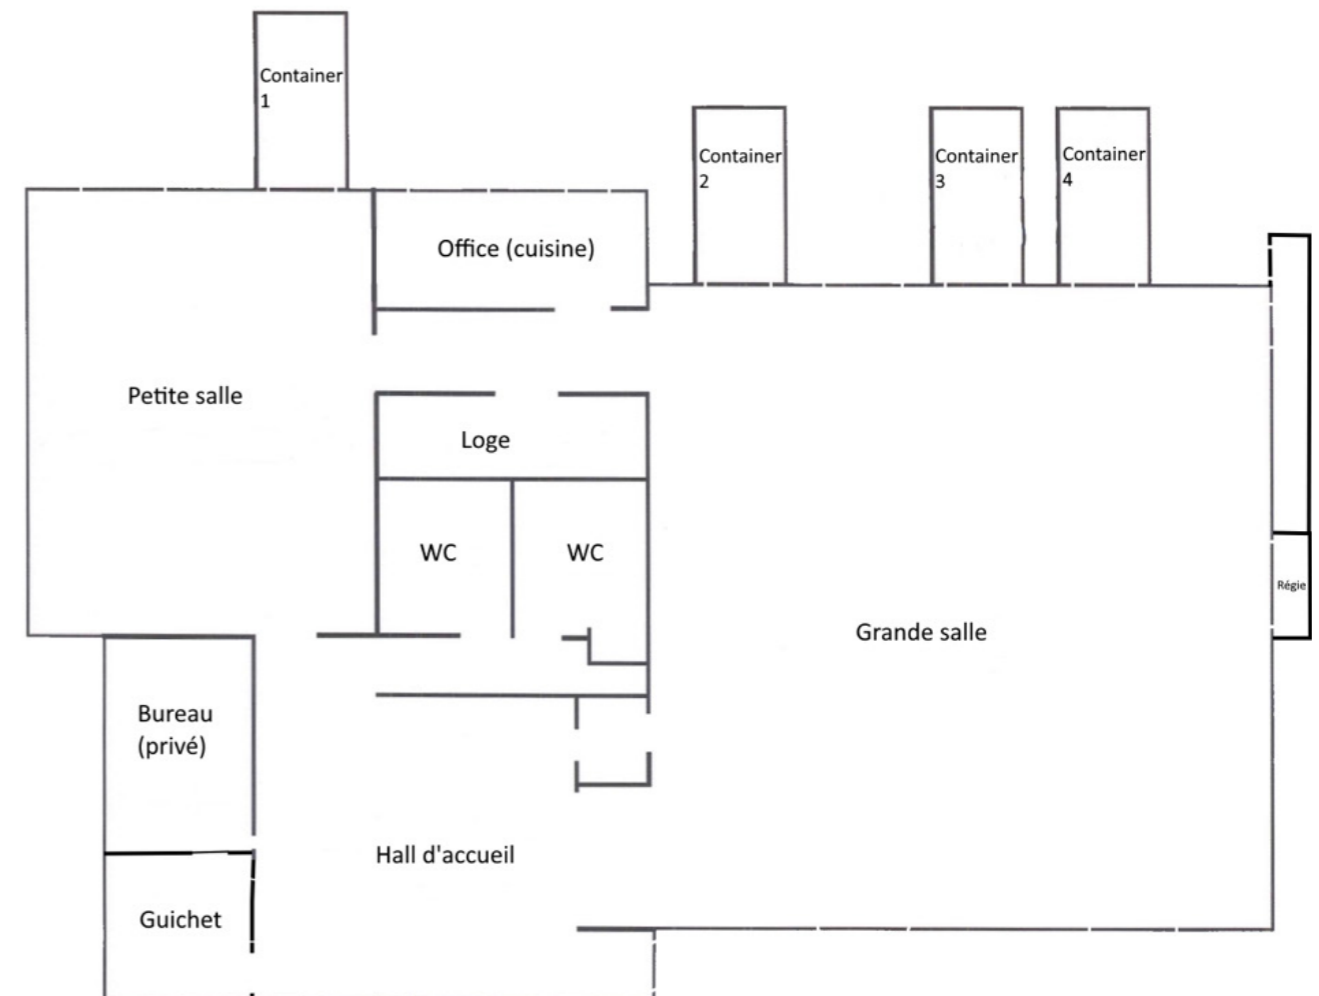 Container
1
Container
2
Container
3
Container
4
Office (cuisine)
Petite salle
Loge
WC
WC
Régie
Grande salle
Bureau
(privé)
Hall d'accueil
Guichet